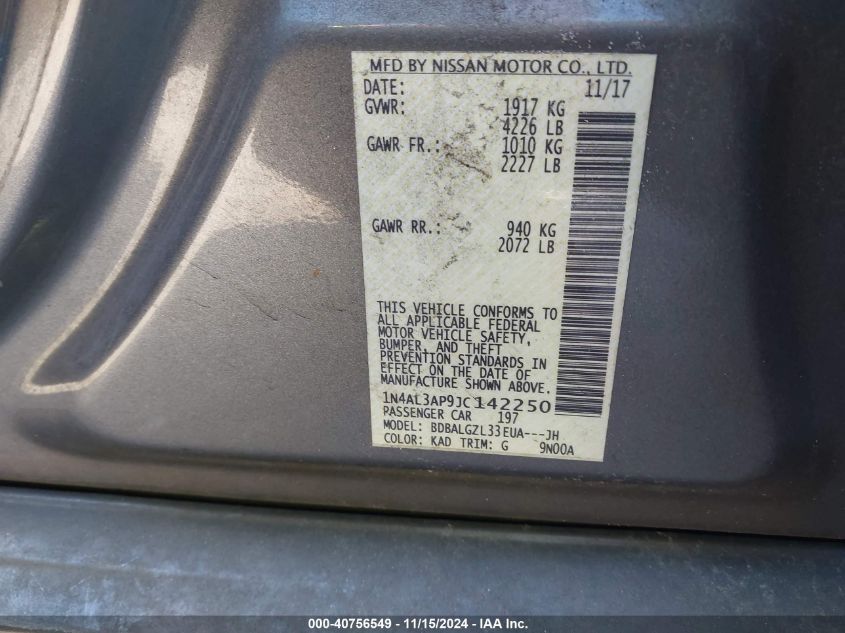 MFD BY NISSAN MOTOR CO., LTD.
DATE: 11/17
GVWR: 1917 KG
4226 LB
GAWR FR.: 1010 KG
2227 LB
GAWR RR.: 940 KG
2072 LB
THIS VEHICLE CONFORMS TO
ALL APPLICABLE FEDERAL
MOTOR VEHICLE SAFETY,
BUMPER, AND THEFT
PREVENTION STANDARDS IN
EFFECT ON THE DATE OF
MANUFACTURE SHOWN ABOVE.
1N4AL3AP9JC142250
PASSENGER CAR 197
MODEL: BDBALGZL33EUA---JH
COLOR: KAD TRIM: G 9N00A
000-40756549 - 11/15/2024 - IAAI.com